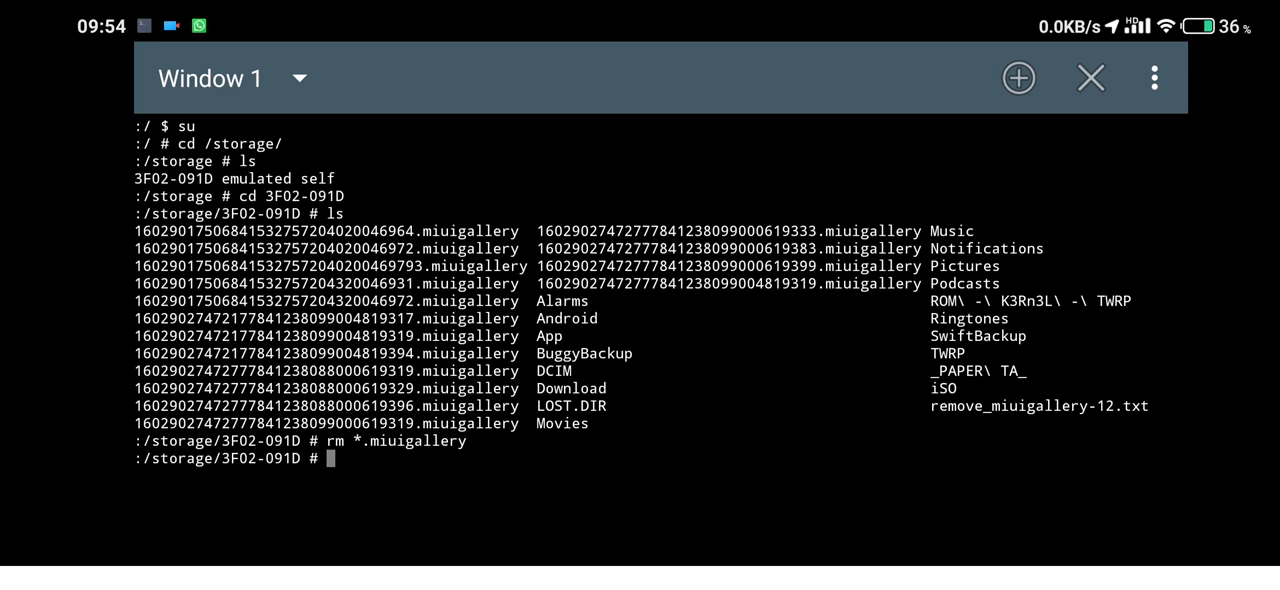 09:54 0.0KB/s HD 36 %
Window 1
:/ $ su
:/ # cd /storage/
:/storage # ls
3F02-091D emulated self
:/storage # cd 3F02-091D
:/storage/3F02-091D # ls
1602901750684153275720402004​6964.miuigallery 1602902747277784123809900061​9333.miuigallery Music
16029017506841532757204020046972.miuigallery 16029027472777841238099000619383.miuigallery Notifications
160290175068415327572040200469793.miuigallery 16029027472777841238099000619399.miuigallery Pictures
16029017506841532757204320046931.miuigallery 16029027472777841238099004819319.miuigallery Podcasts
16029017506841532757204320046972.miuigallery Alarms ROM\ -\ K3Rn3L\ -\ TWRP
16029027472177841238099004819317.miuigallery Android Ringtones
16029027472177841238099004819319.miuigallery App SwiftBackup
16029027472177841238099004819394.miuigallery BuggyBackup TWRP
16029027472777841238088000619319.miuigallery DCIM _PAPER\ TA_
16029027472777841238088000619329.miuigallery Download iSO
16029027472777841238088000619396.miuigallery LOST.DIR remove_miuigallery-12.txt
16029027472777841238099000619319.miuigallery Movies
:/storage/3F02-091D # rm *.miuigallery
:/storage/3F02-091D #